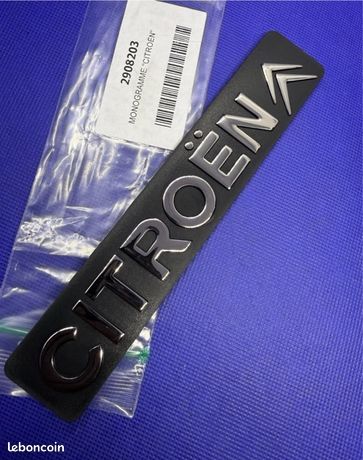 2908203
MONOGRAMME "CITROËN"
CITROËN
leboncoin